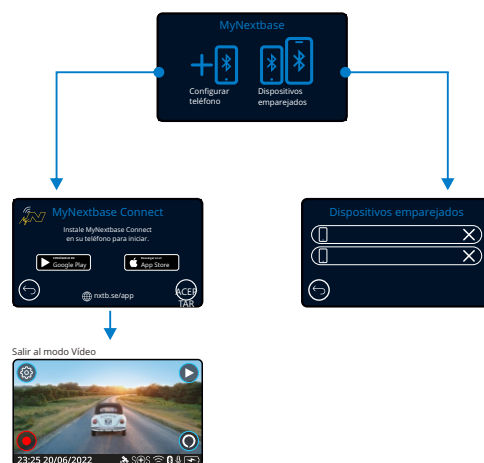 MyNextbase
Configurar
teléfono
Dispositivos
emparejados
MyNextbase Connect
Instale MyNextbase Connect
en su teléfono para iniciar.
Google Play
App Store
nxtb.se/app
ACEP
TAR
Dispositivos emparejados
Salir al modo Vídeo
23:25 20/06/2022
SOS